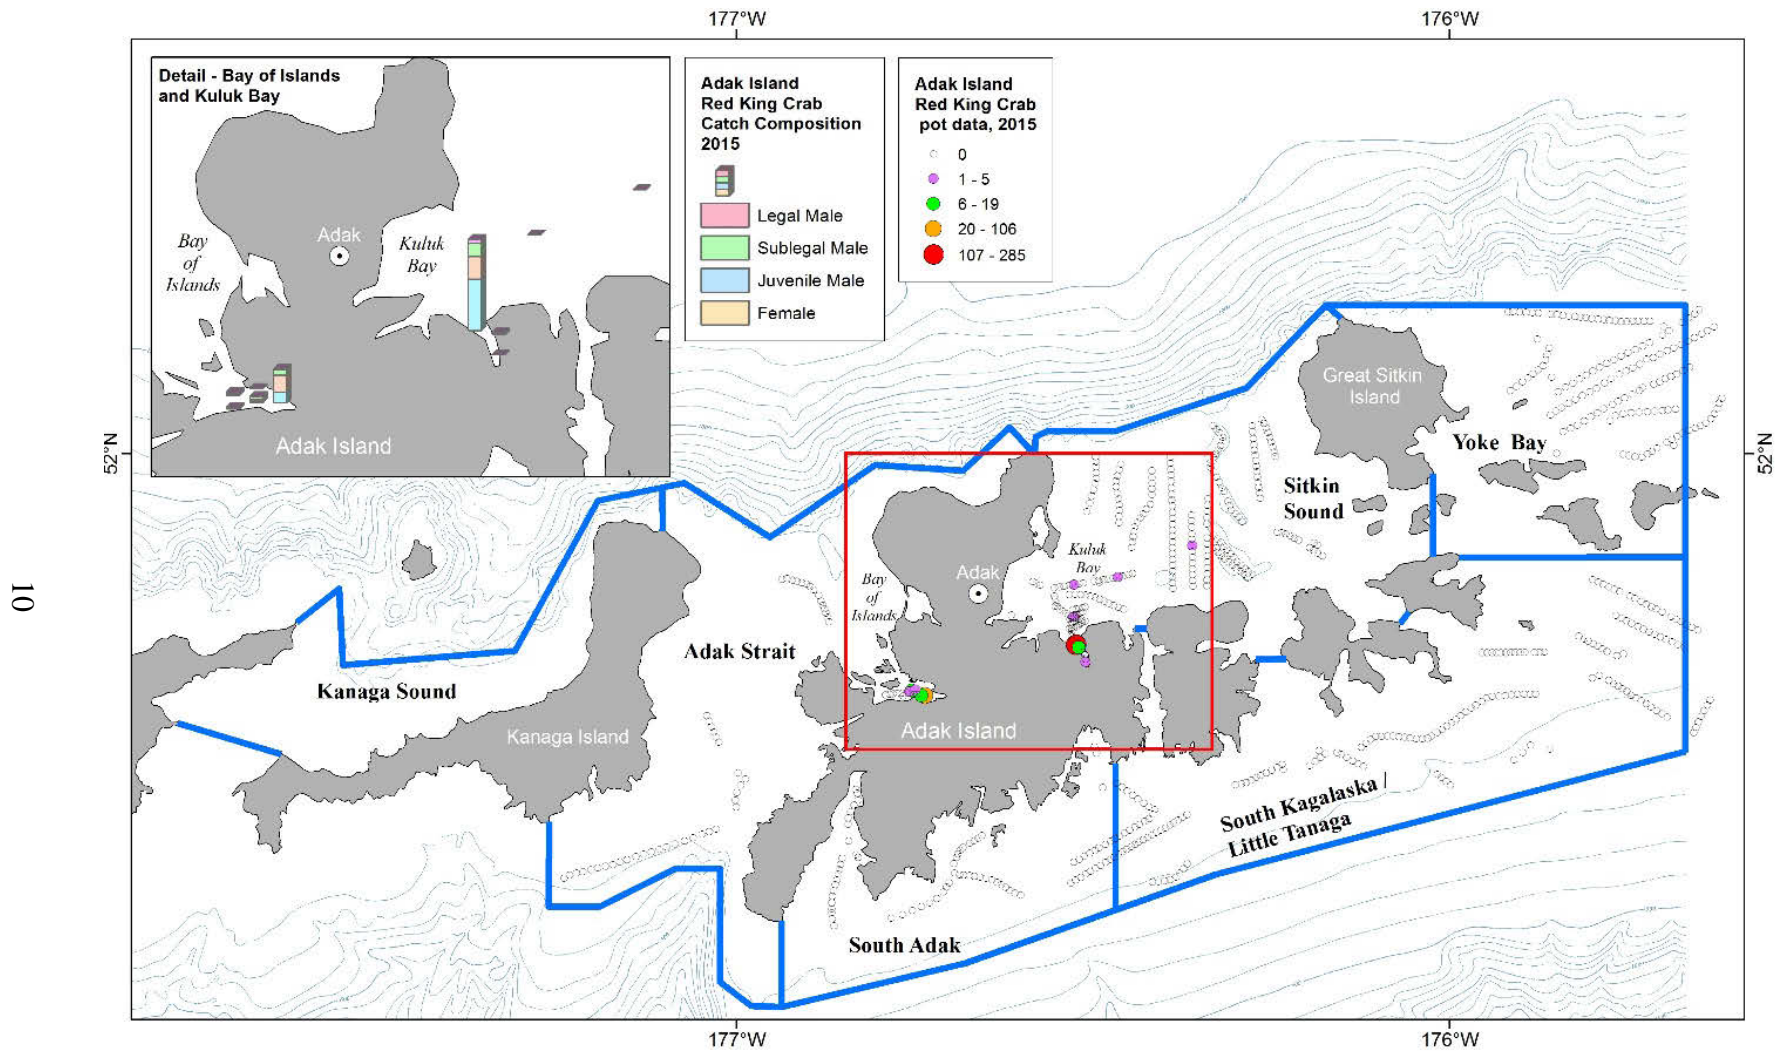 177°W
176°W
Detail - Bay of Islands
and Kuluk Bay
Bay
of
Islands
Adak
Kuluk
Bay
Adak Island
Adak Island
Red King Crab
Catch Composition
2015
Legal Male
Sublegal Male
Juvenile Male
Female
Adak Island
Red King Crab
pot data, 2015
0
1 - 5
6 - 19
20 - 106
107 - 285
52°N
52°N
Great Sitkin
Island
Yoke Bay
Sitkin
Sound
Kuluk
Bay
Adak
Bay
of
Islands
Adak Strait
Kanaga Sound
Kanaga Island
Adak Island
South Kagalaska /
Little Tanaga
South Adak
177°W
176°W
10